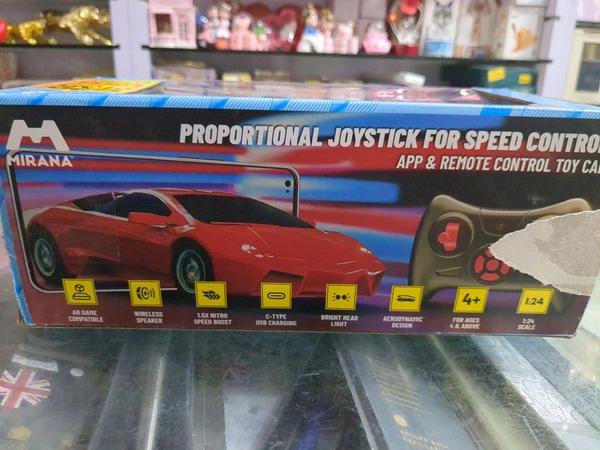 MIRANA
PROPORTIONAL JOYSTICK FOR SPEED CONTRO
APP & REMOTE CONTROL TOY CA
AR GAME
COMPATIBLE
WIRELESS
SPEAKER
1.5X NITRO
SPEED BOOST
C-TYPE
USB CHARGING
BRIGHT HEAD
LIGHT
AERODYNAMIC
DESIGN
4+
FOR AGES
4 & ABOVE
1:24
1:24
SCALE